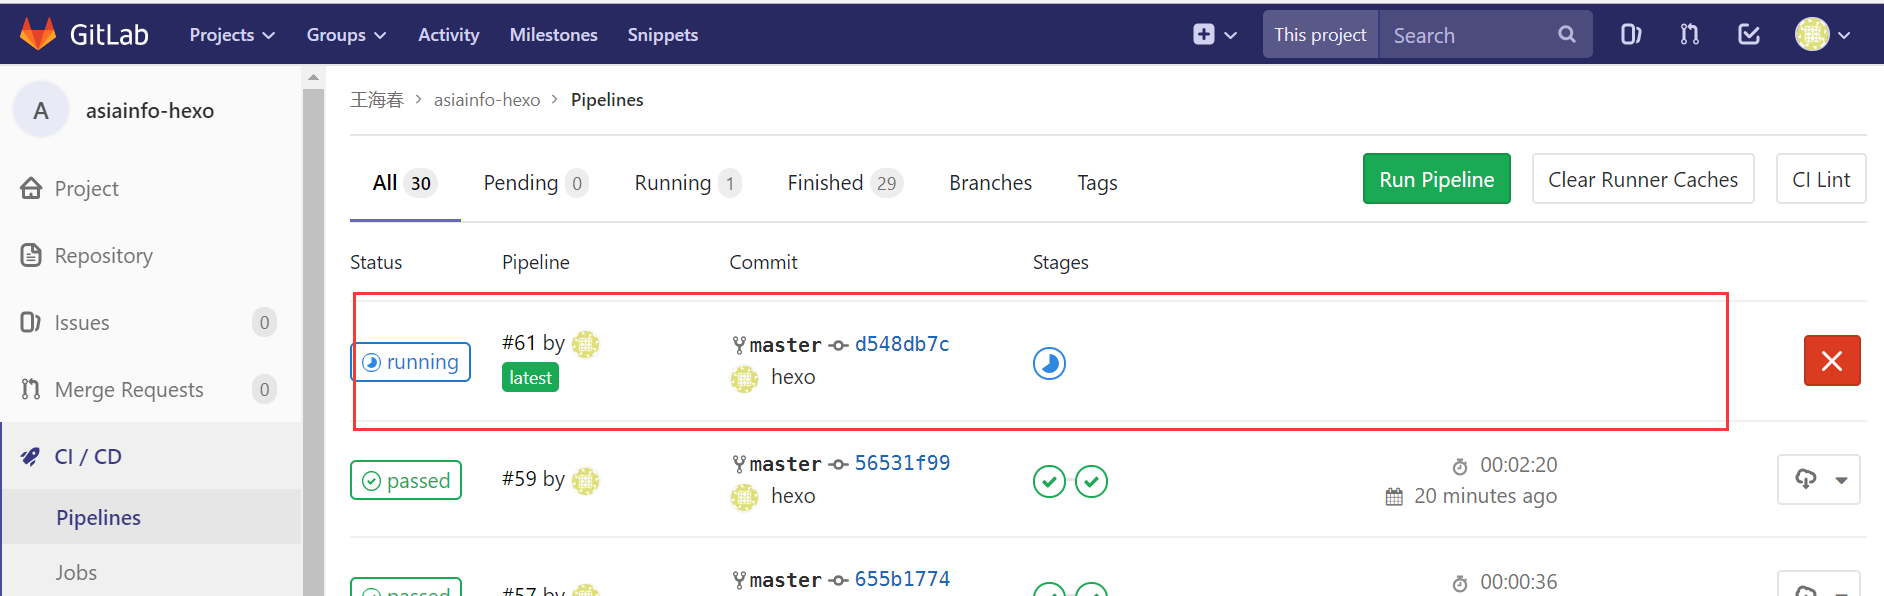 GitLab Projects Groups Activity Milestones Snippets This project Search
A asiainfo-hexo
Project
Repository
Issues 0
Merge Requests 0
CI / CD
Pipelines
Jobs
王海春 > asiainfo-hexo > Pipelines
All 30 Pending 0 Running 1 Finished 29 Branches Tags Run Pipeline Clear Runner Caches CI Lint
Status Pipeline Commit Stages
running #61 by master d548db7c
latest hexo
passed #59 by master 56531f99 00:02:20
hexo 20 minutes ago
passed #57 by master 655b1774 00:00:36